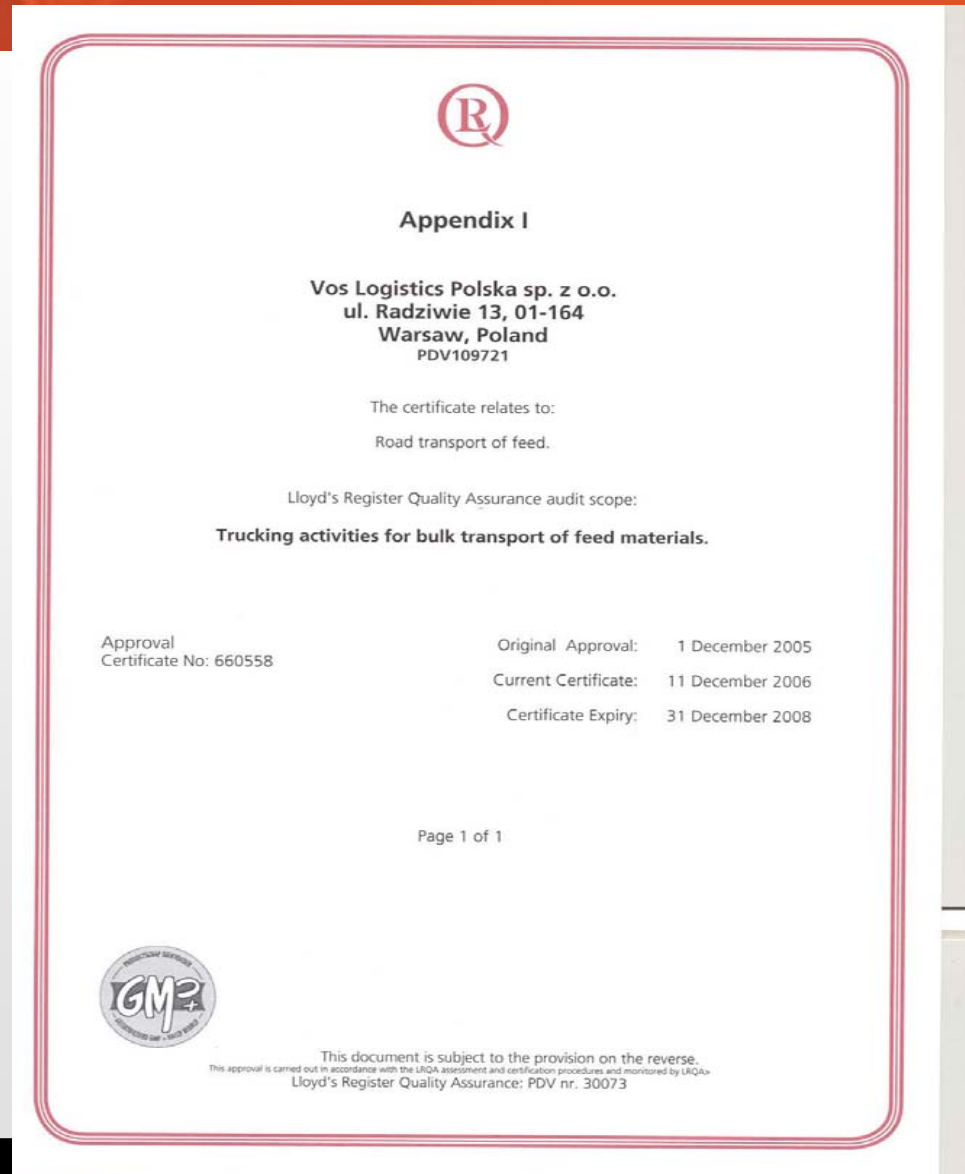 RQ
Appendix I
Vos Logistics Polska sp. z o.o.
ul. Radziwie 13, 01-164
Warsaw, Poland
PDV109721
The certificate relates to:
Road transport of feed.
Lloyd's Register Quality Assurance audit scope:
Trucking activities for bulk transport of feed materials.
Approval
Certificate No: 660558
Original Approval: 1 December 2005
Current Certificate: 11 December 2006
Certificate Expiry: 31 December 2008
Page 1 of 1
GMP+
This document is subject to the provision on the reverse.
This approval is carried out in accordance with the LRQA assessment and certification procedures and monitored by LRQA>
Lloyd's Register Quality Assurance: PDV nr. 30073